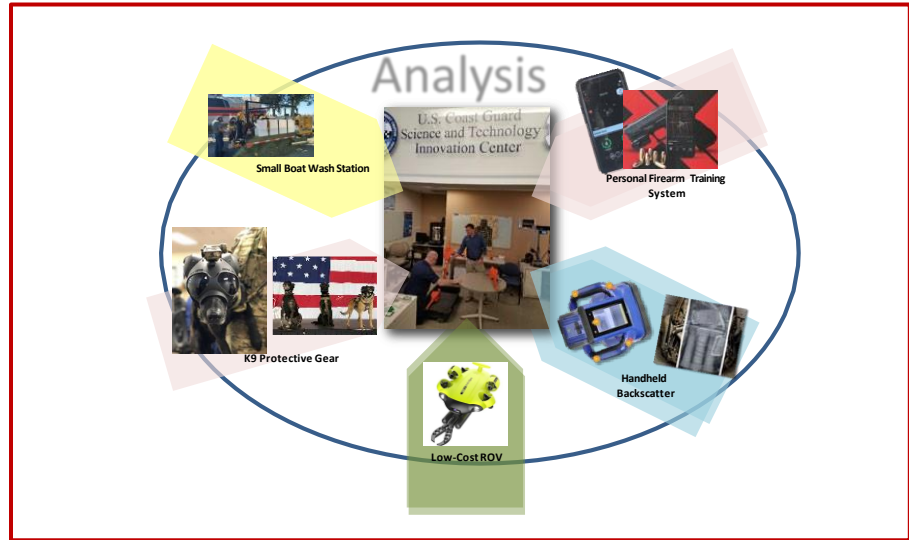 Analysis
U.S. Coast Guard
Science and Technology
Innovation Center
Small Boat Wash Station
Personal Firearm Training
System
K9 Protective Gear
Handheld
Backscatter
Low-Cost ROV